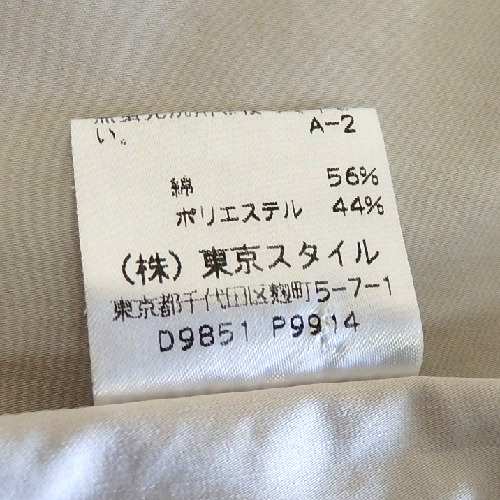 い。
A-2
綿 56%
ポリエステル 44%
(株) 東京スタイル
東京都千代田区麹町5-7-1
D9851 P9914